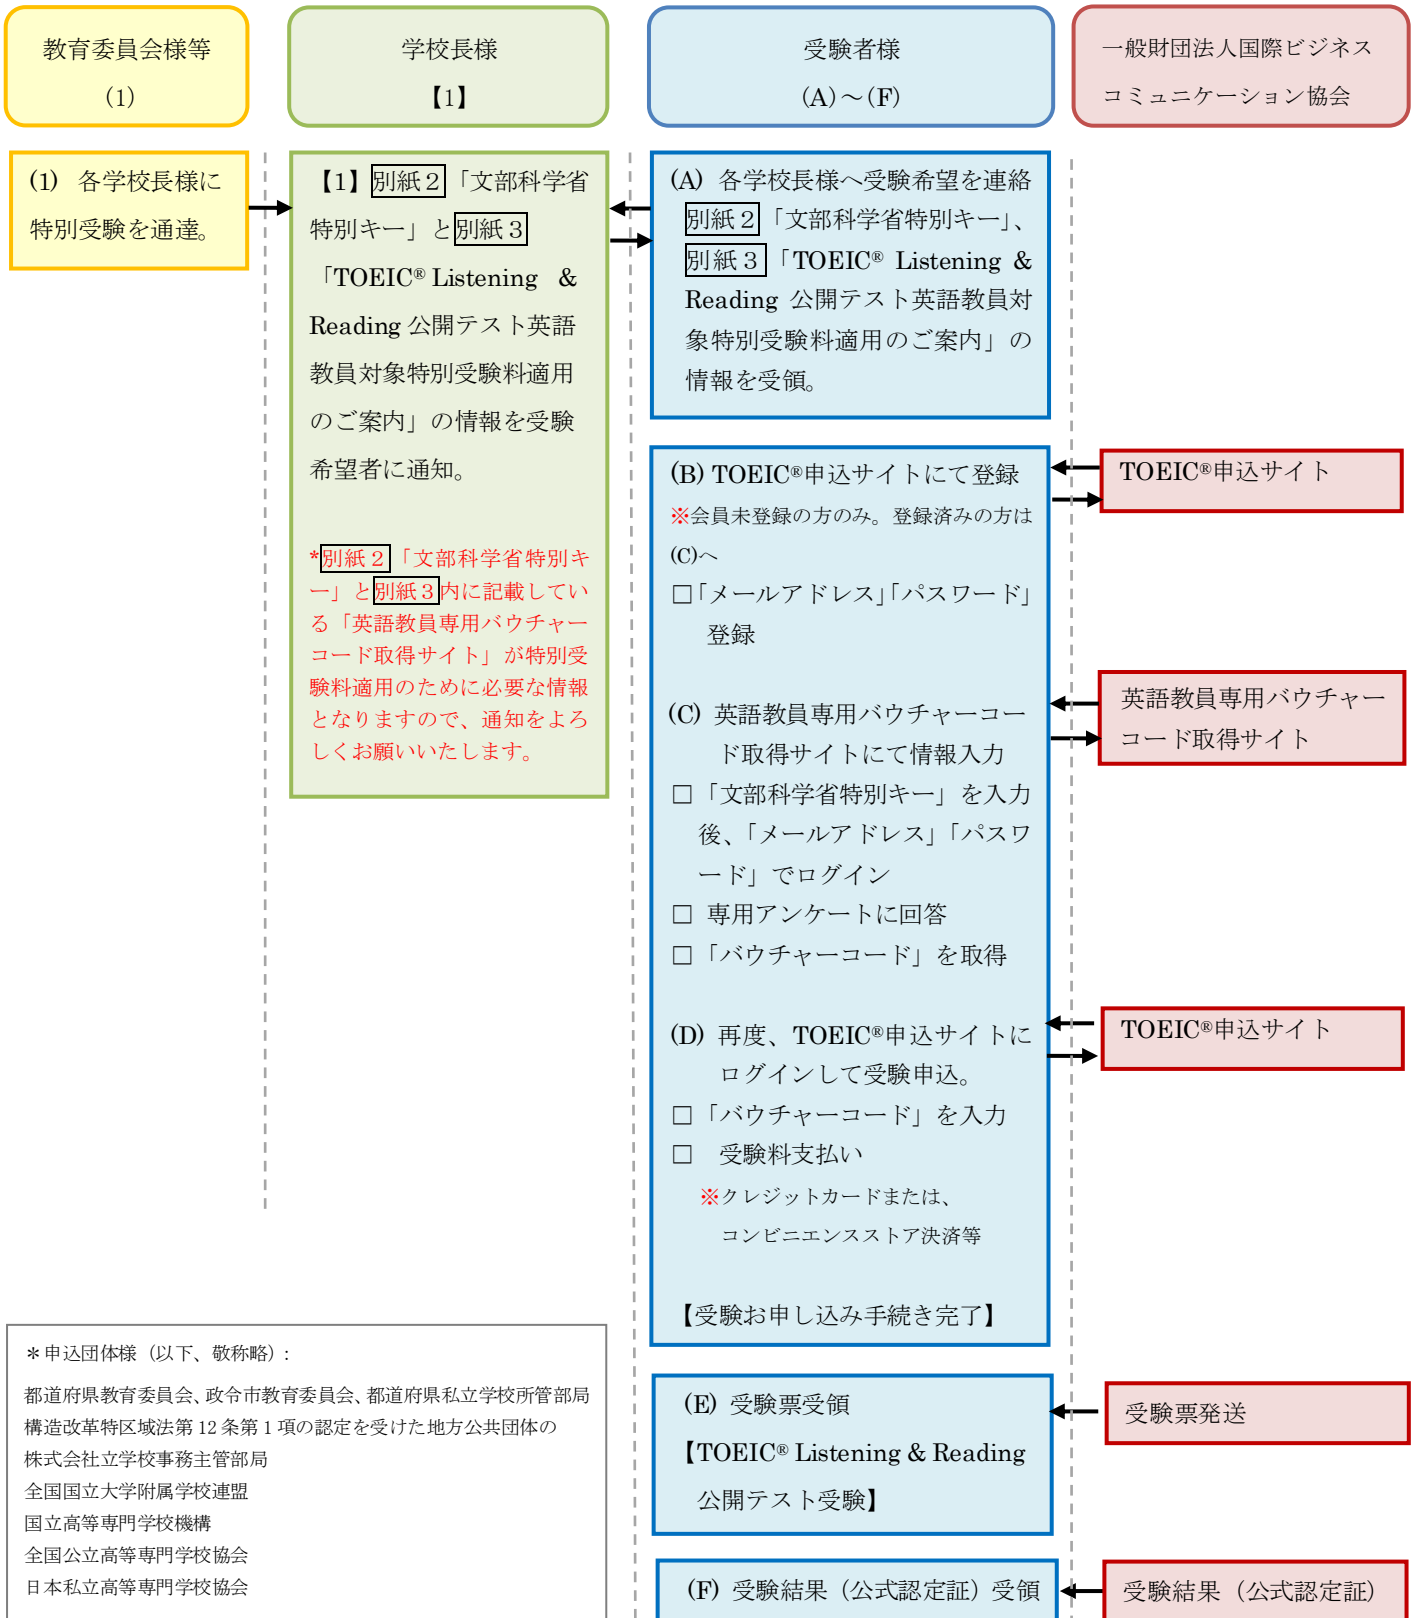 教育委員会様等
(1)
学校長様
【1】
受験者様
(A)～(F)
一般財団法人国際ビジネス
コミュニケーション協会
(1) 各学校長様に
特別受験を通達。
【1】別紙２「文部科学省
特別キー」と別紙３
「TOEIC® Listening &
Reading 公開テスト英語
教員対象特別受験料適用
のご案内」の情報を受験
希望者に通知。
*別紙２「文部科学省特別キ
ー」と別紙３内に記載してい
る「英語教員専用バウチャー
コード取得サイト」が特別受
験料適用のために必要な情報
となりますので、通知をよろ
しくお願いいたします。
(A) 各学校長様へ受験希望を連絡
別紙２「文部科学省特別キー」、
別紙３「TOEIC® Listening &
Reading 公開テスト英語教員対
象特別受験料適用のご案内」の
情報を受領。
(B) TOEIC®申込サイトにて登録
※会員未登録の方のみ。登録済みの方は
(C)へ
□「メールアドレス」「パスワード」
登録
(C) 英語教員専用バウチャーコー
ド取得サイトにて情報入力
□「文部科学省特別キー」を入力
後、「メールアドレス」「パスワ
ード」でログイン
□ 専用アンケートに回答
□「バウチャーコード」を取得
(D) 再度、TOEIC®申込サイトに
ログインして受験申込。
□「バウチャーコード」を入力
□ 受験料支払い
※クレジットカードまたは、
コンビニエンスストア決済等
【受験お申し込み手続き完了】
TOEIC®申込サイト
英語教員専用バウチャー
コード取得サイト
TOEIC®申込サイト
(E) 受験票受領
【TOEIC® Listening & Reading
公開テスト受験】
受験票発送
(F) 受験結果（公式認定証）受領
受験結果（公式認定証）
＊申込団体様（以下、敬称略）:
都道府県教育委員会、政令市教育委員会、都道府県私立学校所管部局
構造改革特区域法第 12 条第 1 項の認定を受けた地方公共団体の
株式会社立学校事務主管部局
全国国立大学附属学校連盟
国立高等専門学校機構
全国公立高等専門学校協会
日本私立高等専門学校協会